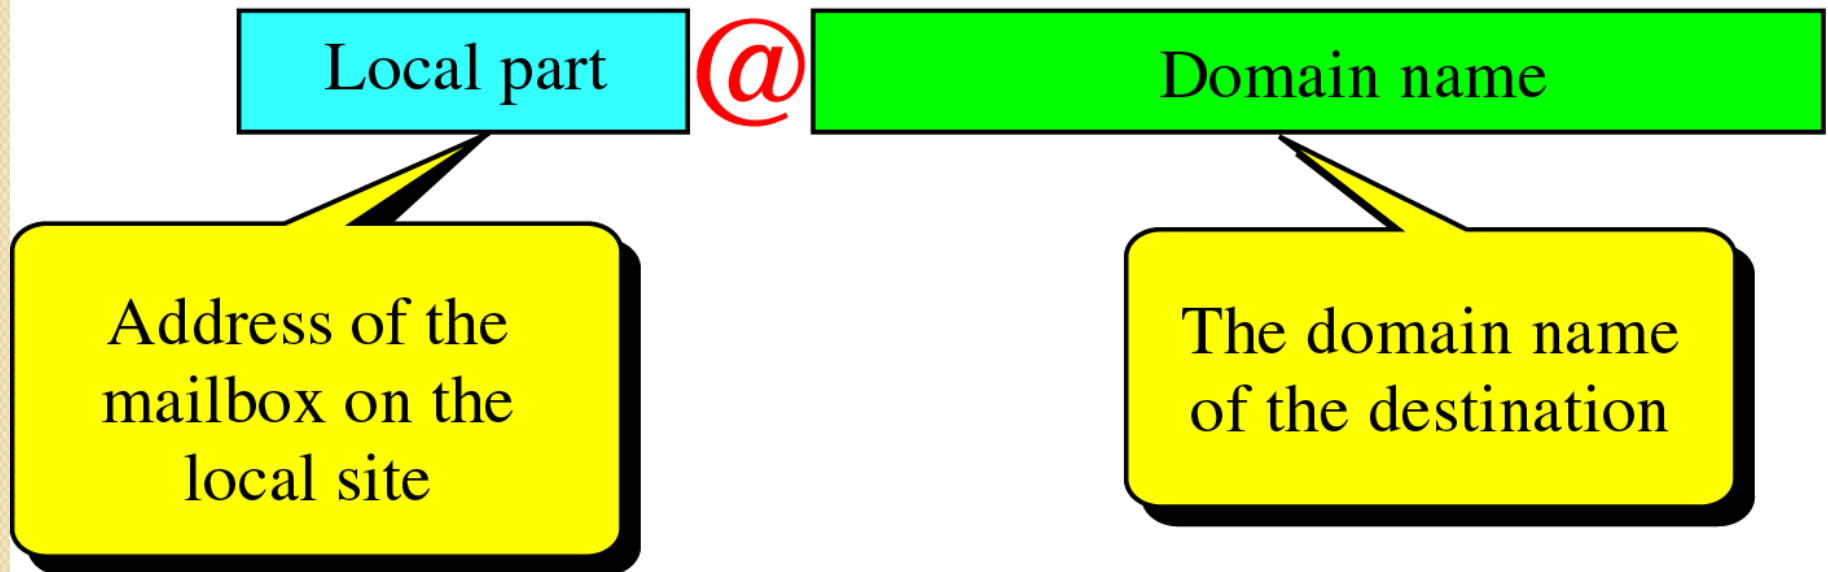 Local part @ Domain name
Address of the
mailbox on the
local site
The domain name
of the destination